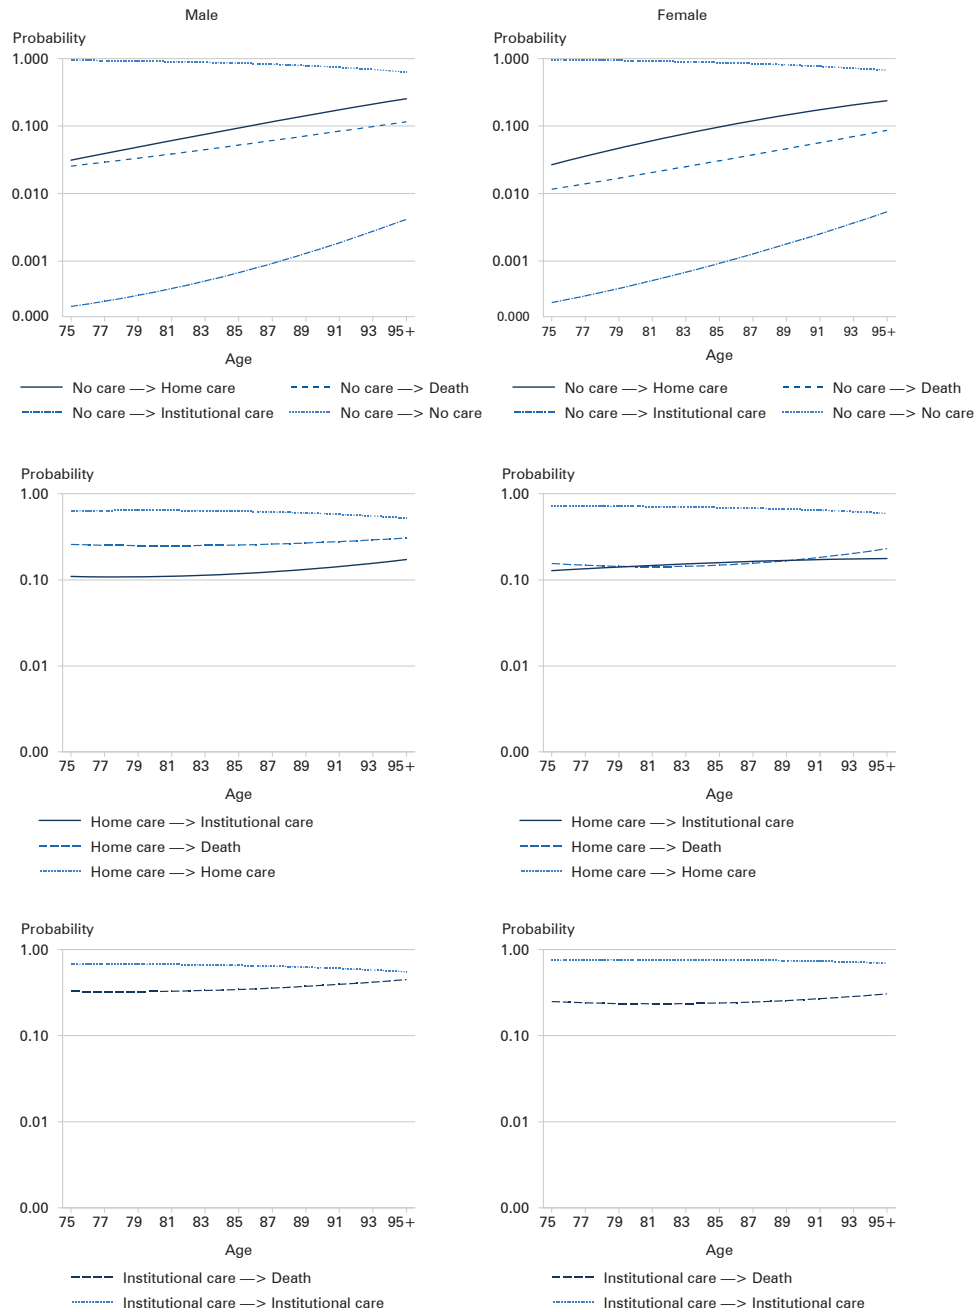 Male
Female
Probability
Probability
1.000
1.000
0.100
0.100
0.010
0.010
0.001
0.001
0.000
0.000
75 77 79 81 83 85 87 89 91 93 95+
75 77 79 81 83 85 87 89 91 93 95+
Age
Age
No care —> Home care
No care —> Death
No care —> Home care
No care —> Death
No care —> Institutional care
No care —> No care
No care —> Institutional care
No care —> No care
Probability
Probability
1.00
1.00
0.10
0.10
0.01
0.01
0.00
0.00
75 77 79 81 83 85 87 89 91 93 95+
75 77 79 81 83 85 87 89 91 93 95+
Age
Age
Home care —> Institutional care
Home care —> Institutional care
Home care —> Death
Home care —> Death
Home care —> Home care
Home care —> Home care
Probability
Probability
1.00
1.00
0.10
0.10
0.01
0.01
0.00
0.00
75 77 79 81 83 85 87 89 91 93 95+
75 77 79 81 83 85 87 89 91 93 95+
Age
Age
Institutional care —> Death
Institutional care —> Death
Institutional care —> Institutional care
Institutional care —> Institutional care